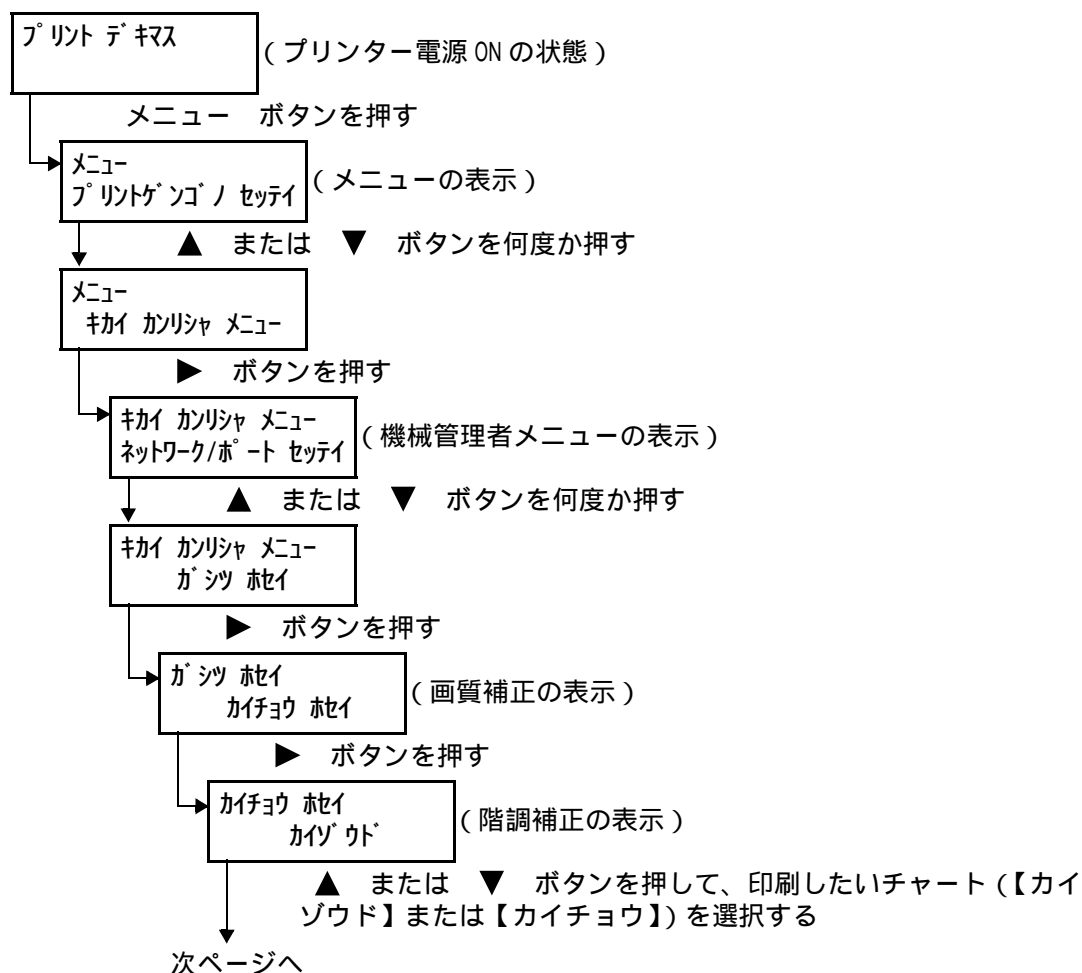 ﾌﾟﾘﾝﾄ ﾃﾞｷﾏｽ
(プリンター電源 ON の状態)
メニュー　ボタンを押す
ﾒﾆｭｰ
ﾌﾟﾘﾝﾄｹﾞﾝｺﾞﾉ ｾｯﾃｲ
(メニューの表示)
▲　または　▼　ボタンを何度か押す
ﾒﾆｭｰ
ｷｶｲ ｶﾝﾘｼｬ ﾒﾆｭｰ
▶　ボタンを押す
ｷｶｲ ｶﾝﾘｼｬ ﾒﾆｭｰ
ﾈｯﾄﾜｰｸ/ﾎﾟｰﾄ ｾｯﾃｲ
(機械管理者メニューの表示)
▲　または　▼　ボタンを何度か押す
ｷｶｲ ｶﾝﾘｼｬ ﾒﾆｭｰ
ｶﾞｼﾂ ﾎｾｲ
▶　ボタンを押す
ｶﾞｼﾂ ﾎｾｲ
ｶｲﾁｮｳ ﾎｾｲ
(画質補正の表示)
▶　ボタンを押す
ｶｲﾁｮｳ ﾎｾｲ
ｶｲｿﾞｳﾄﾞ
(階調補正の表示)
▲　または　▼　ボタンを押して、印刷したいチャート(【カイ
ゾウド】または【カイチョウ】)を選択する
次ページへ